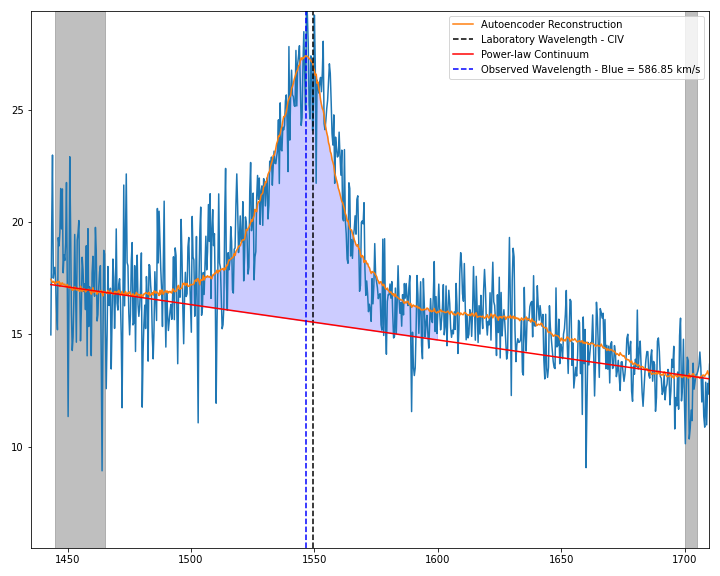 Autoencoder Reconstruction
Laboratory Wavelength - CIV
Power-law Continuum
Observed Wavelength - Blue = 586.85 km/s
25
20
15
10
1450 1500 1550 1600 1650 1700